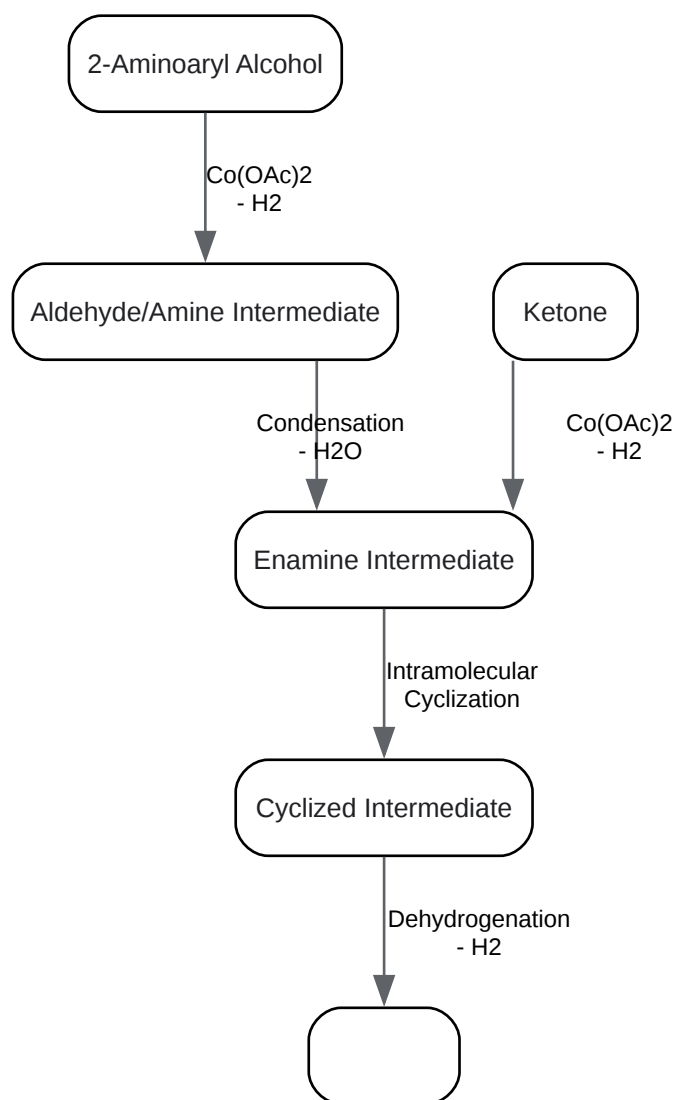 2-Aminoaryl Alcohol
Co(OAc)2
- H2
Aldehyde/Amine Intermediate
Ketone
Condensation
- H2O
Co(OAc)2
- H2
Enamine Intermediate
Intramolecular
Cyclization
Cyclized Intermediate
Dehydrogenation
- H2